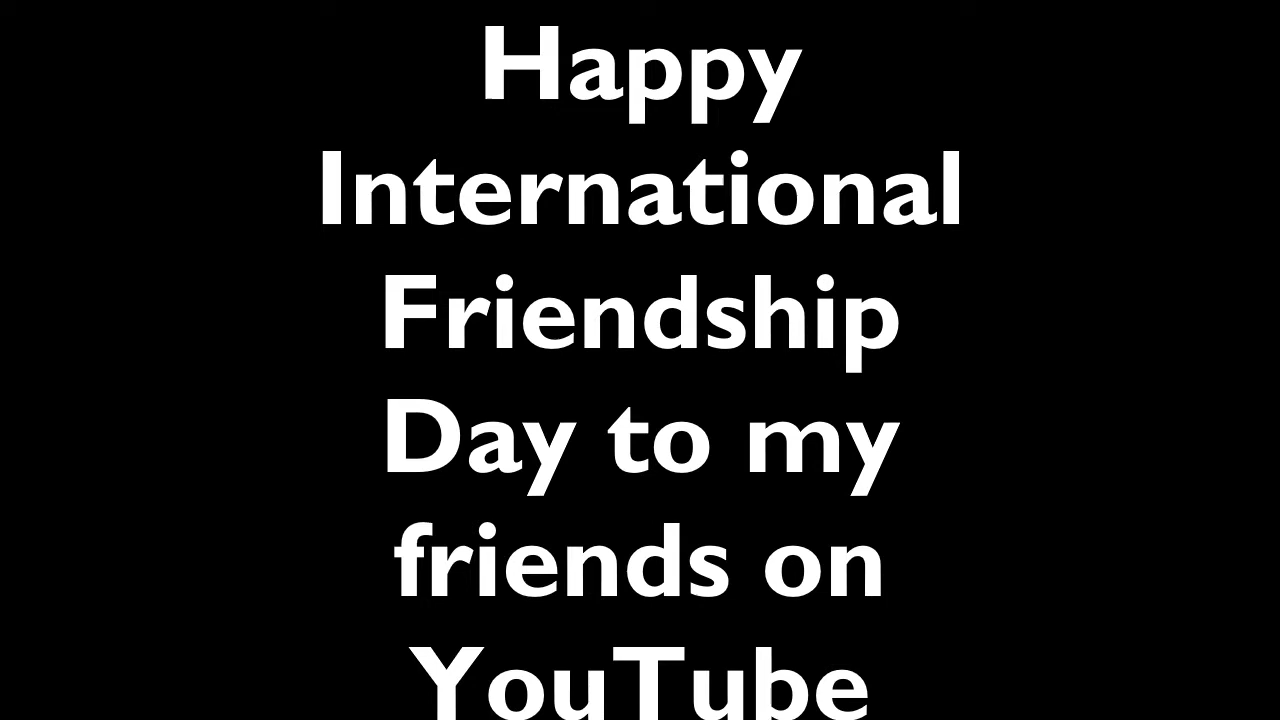 Happy
International
Friendship
Day to my
friends on
YouTube